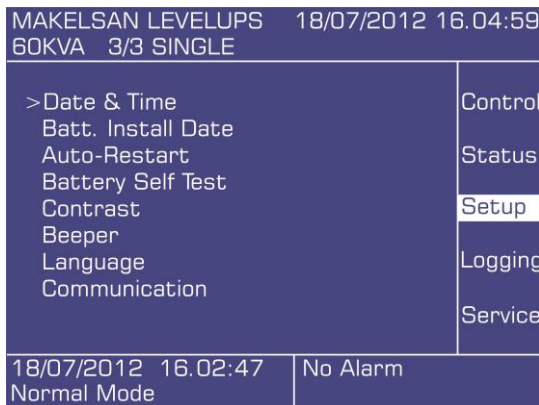 MAKELSAN LEVELUPS 18/07/2012 16.04:59
60KVA 3/3 SINGLE
>Date & Time
Batt. Install Date
Auto-Restart
Battery Self Test
Contrast
Beeper
Language
Communication
Control
Status
Setup
Logging
Service
18/07/2012 16.02:47
Normal Mode
No Alarm